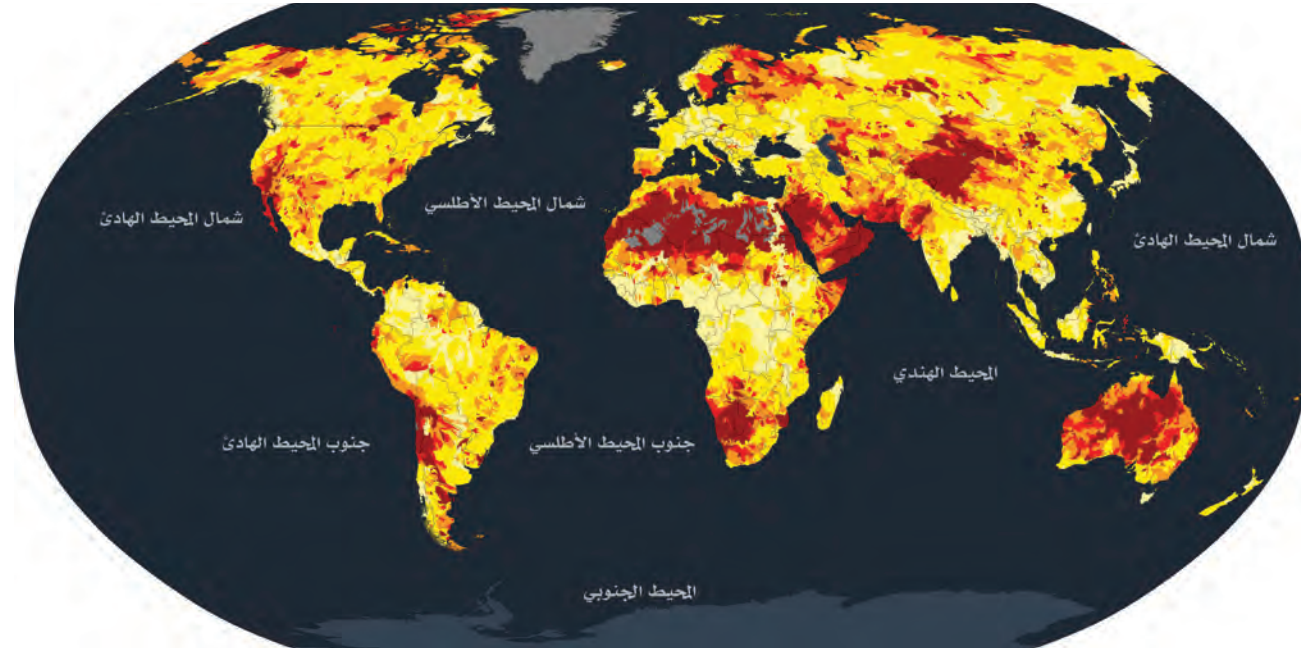 شمال المحيط الأطلسي
شمال المحيط الهادئ
شمال المحيط الهادئ
المحيط الهندي
جنوب المحيط الأطلسي
جنوب المحيط الهادئ
المحيط الجنوبي